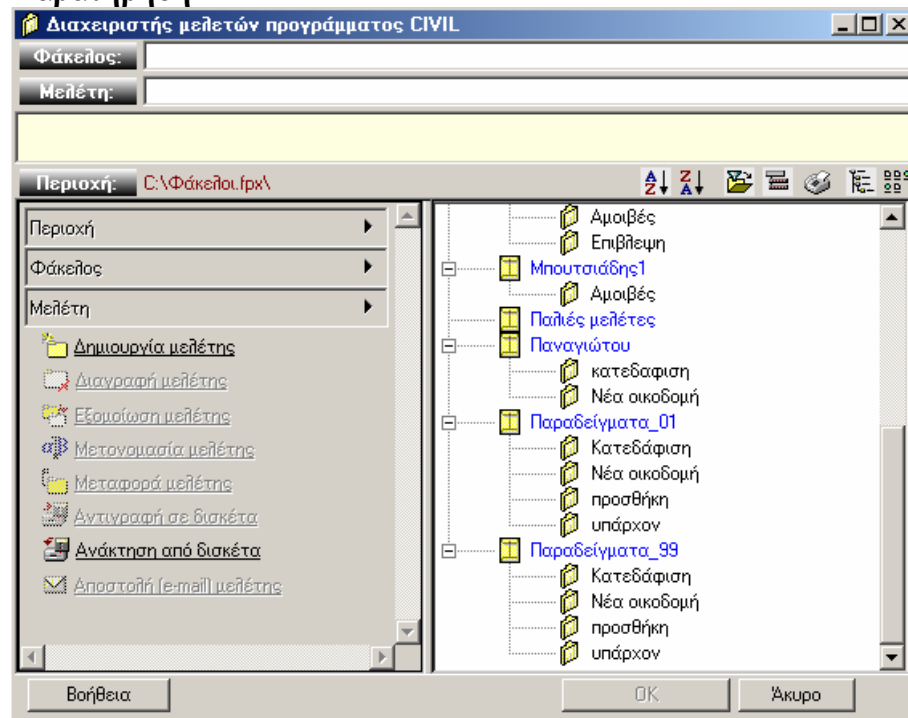 Διαχειριστής μελετών προγράμματος CIVIL
Φάκελος:
Μελέτη:
Περιοχή: C:\Φάκελοι.fpx\
Περιοχή
Φάκελος
Μελέτη
Δημιουργία μελέτης
Διαγραφή μελέτης
Εξομοίωση μελέτης
Μετονομασία μελέτης
Μεταφορά μελέτης
Αντιγραφή σε δισκέτα
Ανάκτηση από δισκέτα
Αποστολή (e-mail) μελέτης
Αμοιβές
Επιβλεψη
Μπουτσιάδης1
Αμοιβές
Παλιές μελέτες
Παναγιώτου
κατεδαφιση
Νέα οικοδομή
Παραδείγματα_01
Κατεδάφιση
Νέα οικοδομή
προσθήκη
υπάρχον
Παραδείγματα_99
Κατεδάφιση
Νέα οικοδομή
προσθήκη
υπάρχον
Βοήθεια
OK
Άκυρο